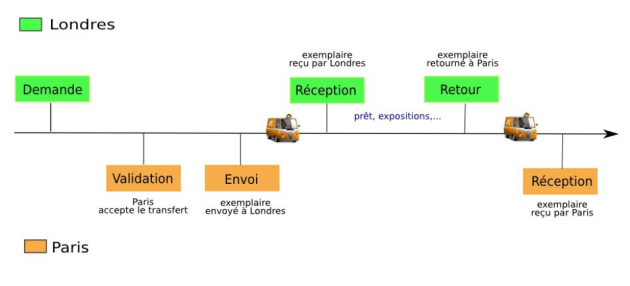 Londres
exemplaire
reçu par Londres
exemplaire
retourné à Paris
Demande
Réception
Retour
prêt, expositions,...
Validation
Envoi
Réception
Paris
accepte le transfert
exemplaire
envoyé à Londres
exemplaire
reçu par Paris
Paris